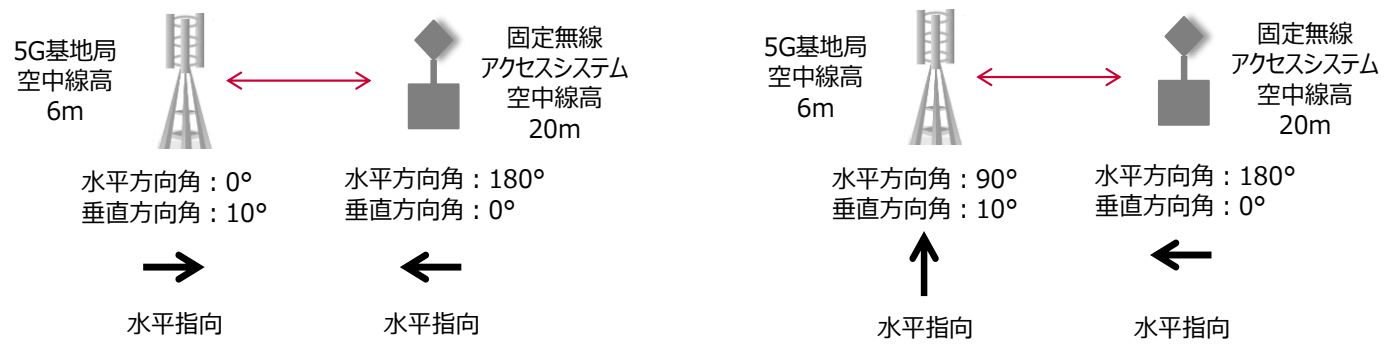 5G基地局
空中線高
6m
固定無線
アクセスシステム
空中線高
20m
水平方向角：0°
垂直方向角：10°
水平方向角：180°
垂直方向角：0°
水平指向
水平指向
5G基地局
空中線高
6m
固定無線
アクセスシステム
空中線高
20m
水平方向角：90°
垂直方向角：10°
水平方向角：180°
垂直方向角：0°
水平指向
水平指向